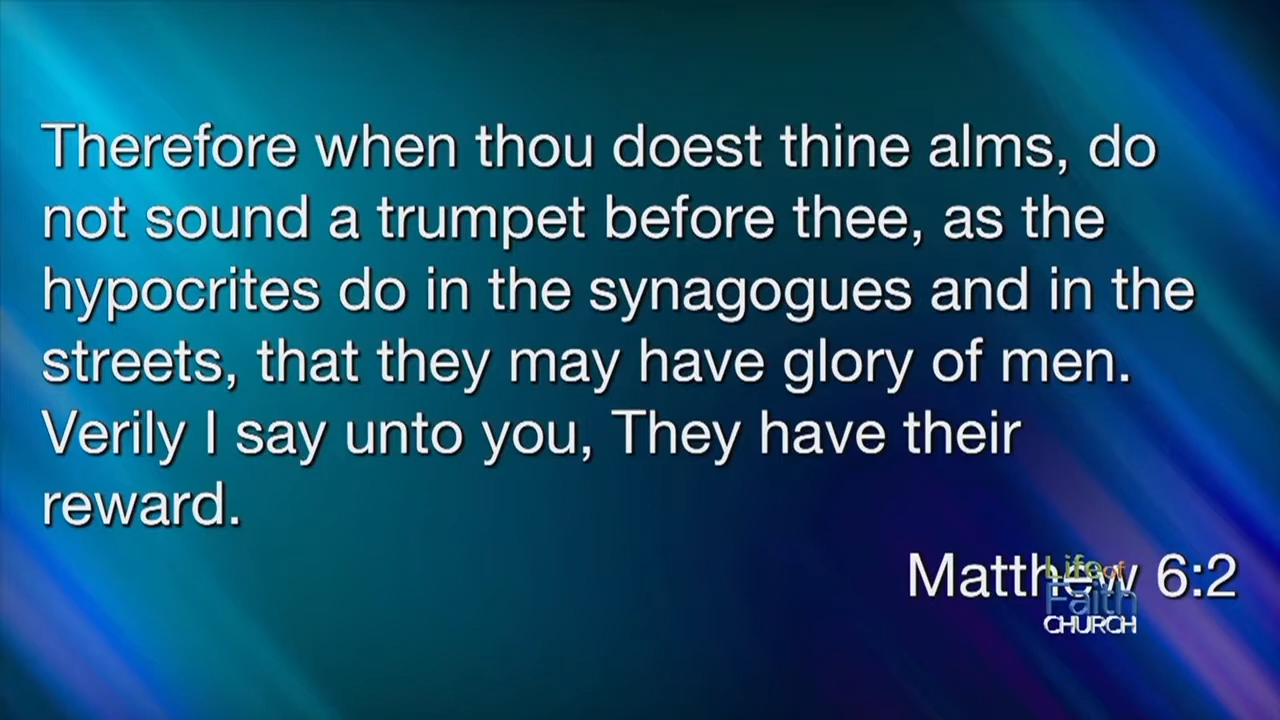 Therefore when thou doest thine alms, do
not sound a trumpet before thee, as the
hypocrites do in the synagogues and in the
streets, that they may have glory of men.
Verily I say unto you, They have their
reward.
Matthew 6:2
Life of
Faith
CHURCH